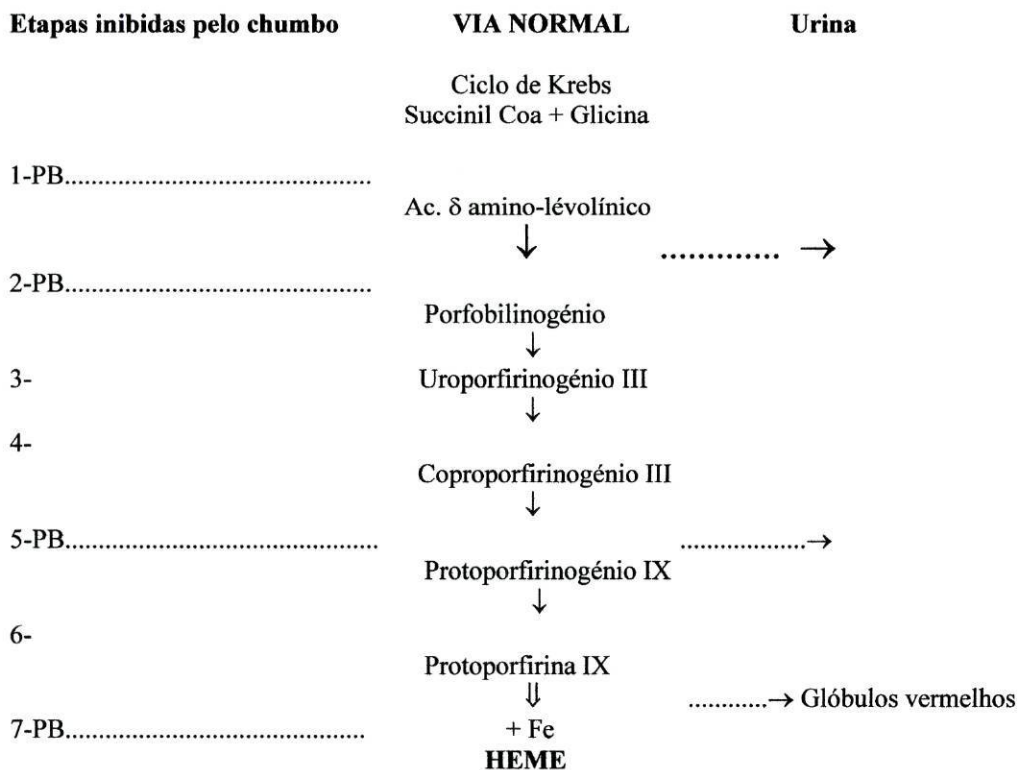 Etapas inibidas pelo chumbo VIA NORMAL Urina
Ciclo de Krebs
Succinil Coa + Glicina
1-PB..........................................
Ac. δ amino-lévolínico
↓ ............. →
2-PB..........................................
Porfobilinogénio
↓
3- Uroporfirinogénio III
↓
4-
Coproporfirinogénio III
↓
5-PB........................................... ..................→
Protoporfirinogénio IX
↓
6-
Protoporfirina IX
⇓ ...........→ Glóbulos vermelhos
7-PB......................................... + Fe
HEME